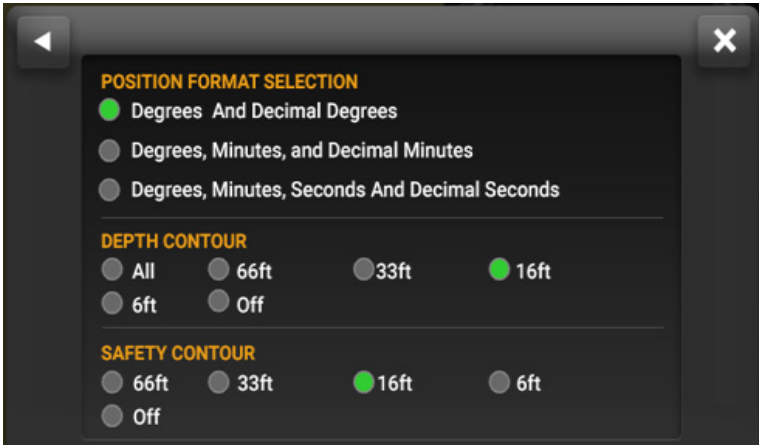 POSITION FORMAT SELECTION
Degrees And Decimal Degrees
Degrees, Minutes, and Decimal Minutes
Degrees, Minutes, Seconds And Decimal Seconds
DEPTH CONTOUR
All 66ft 33ft 16ft
6ft Off
SAFETY CONTOUR
66ft 33ft 16ft 6ft
Off